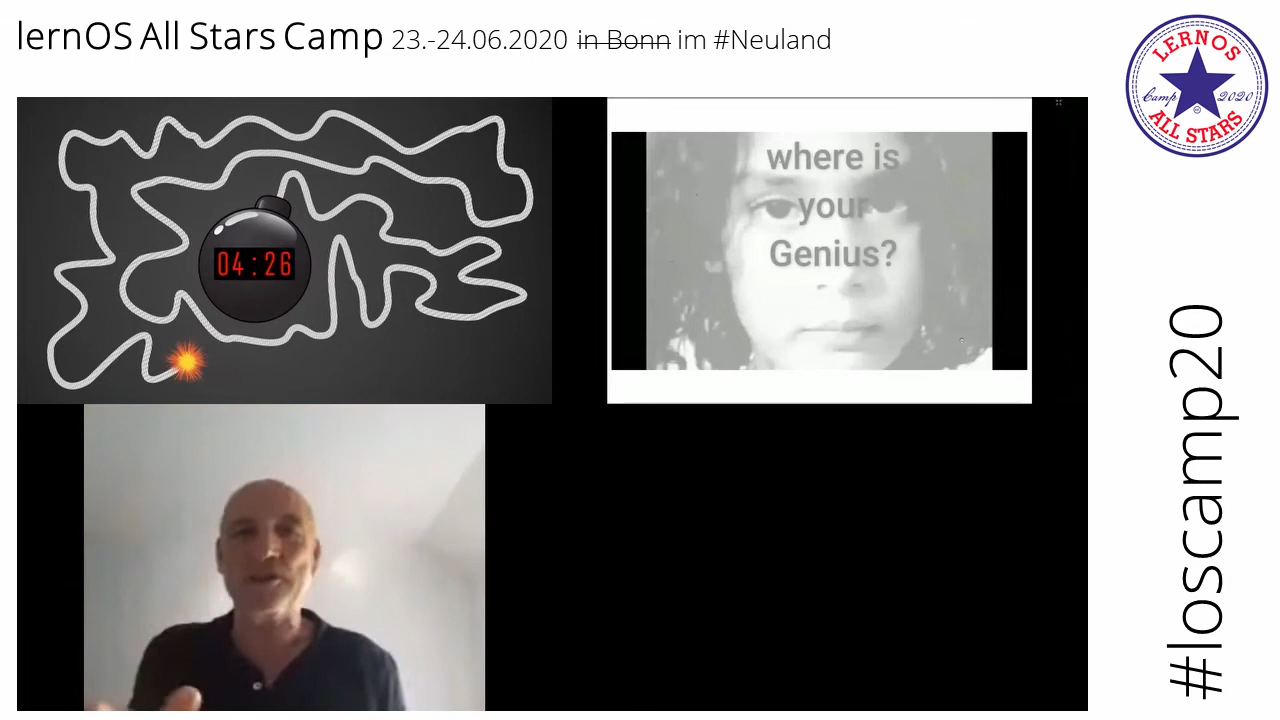 lernOS All Stars Camp 23.-24.06.2020 in Bonn im #Neuland
LERNOS
Camp 2020
ALL STARS
04:26
where is
your
Genius?
#loscamp20